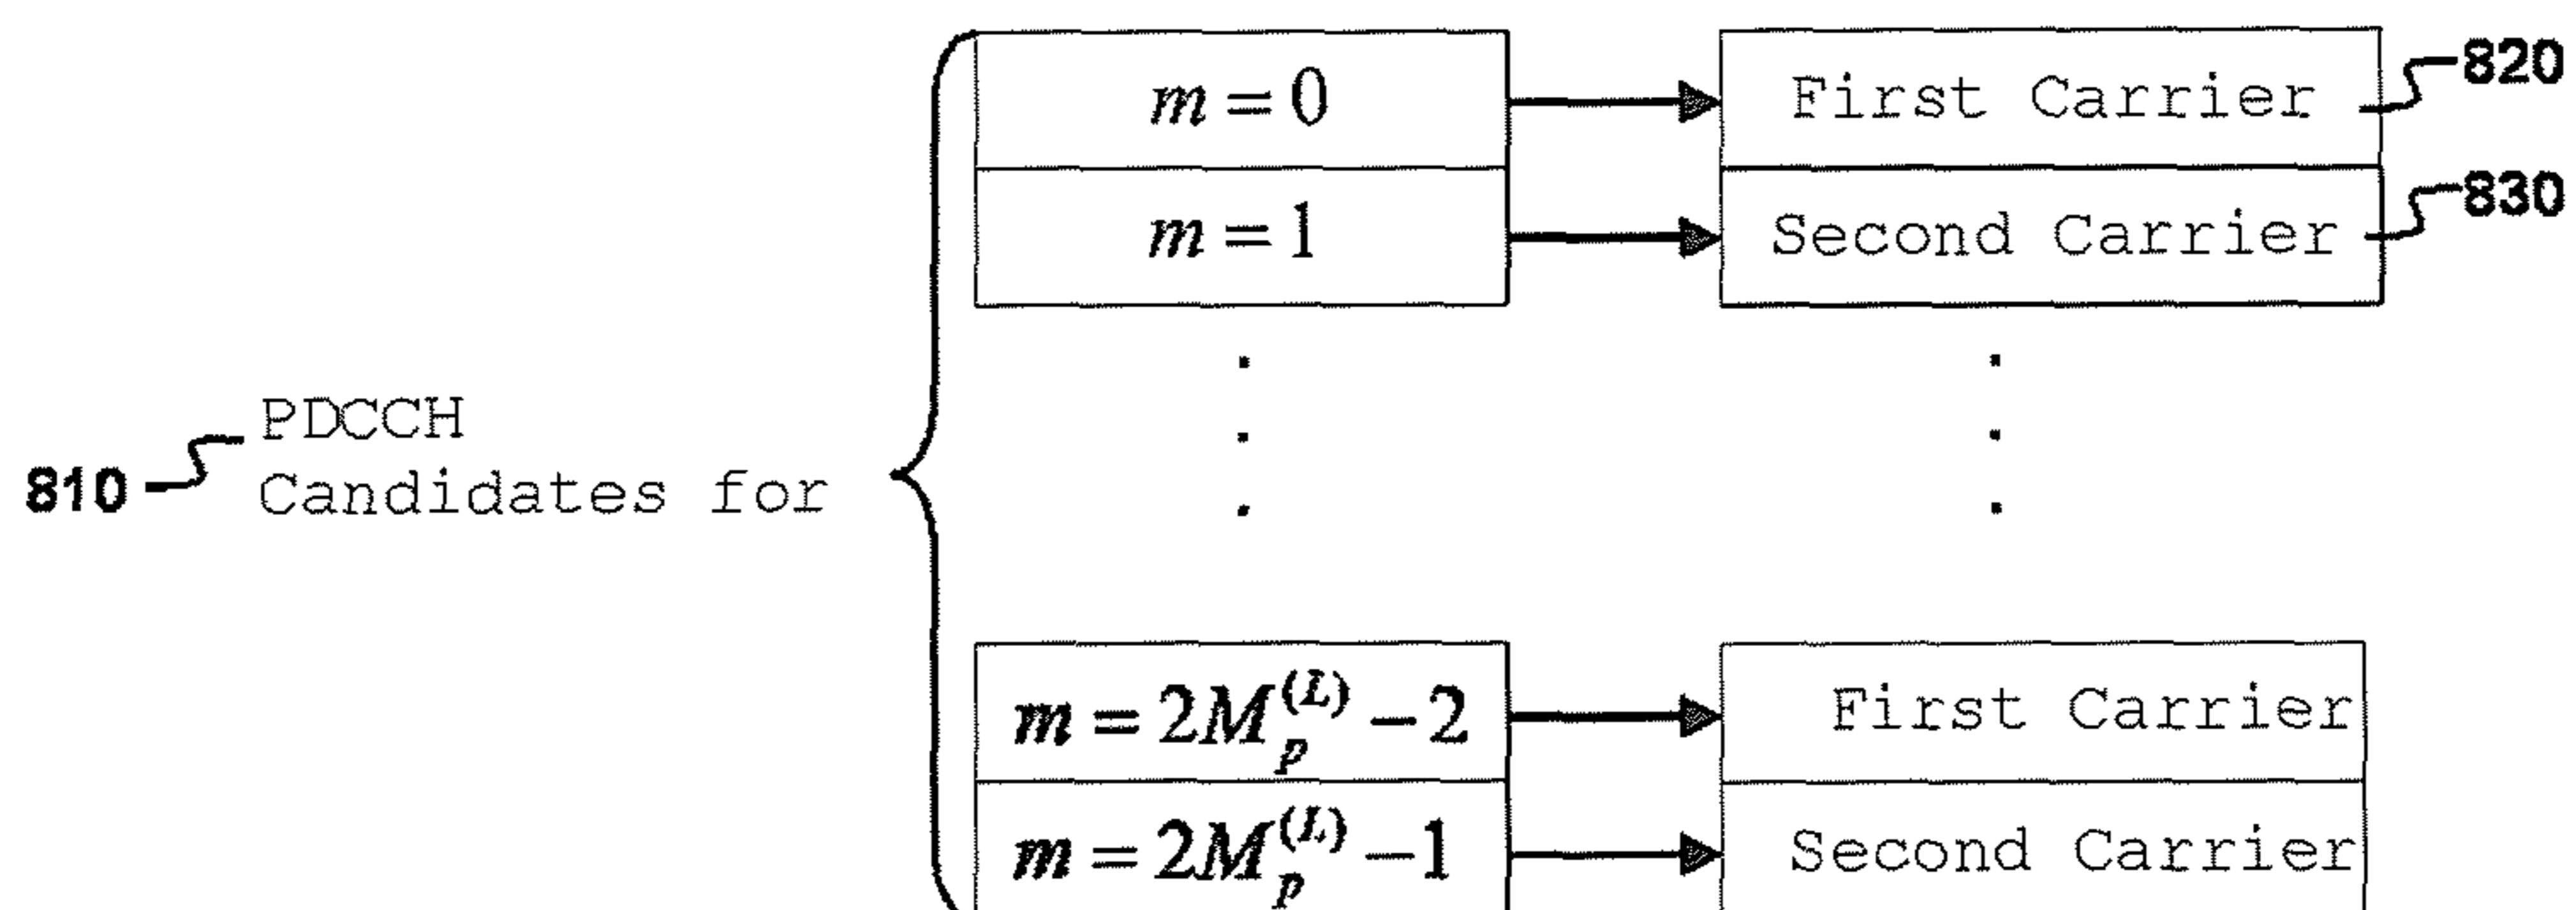 m = 0
First Carrier
820
m = 1
Second Carrier
830
810
PDCCH
Candidates for
m = 2M_p^{(L)} − 2
First Carrier
m = 2M_p^{(L)} − 1
Second Carrier